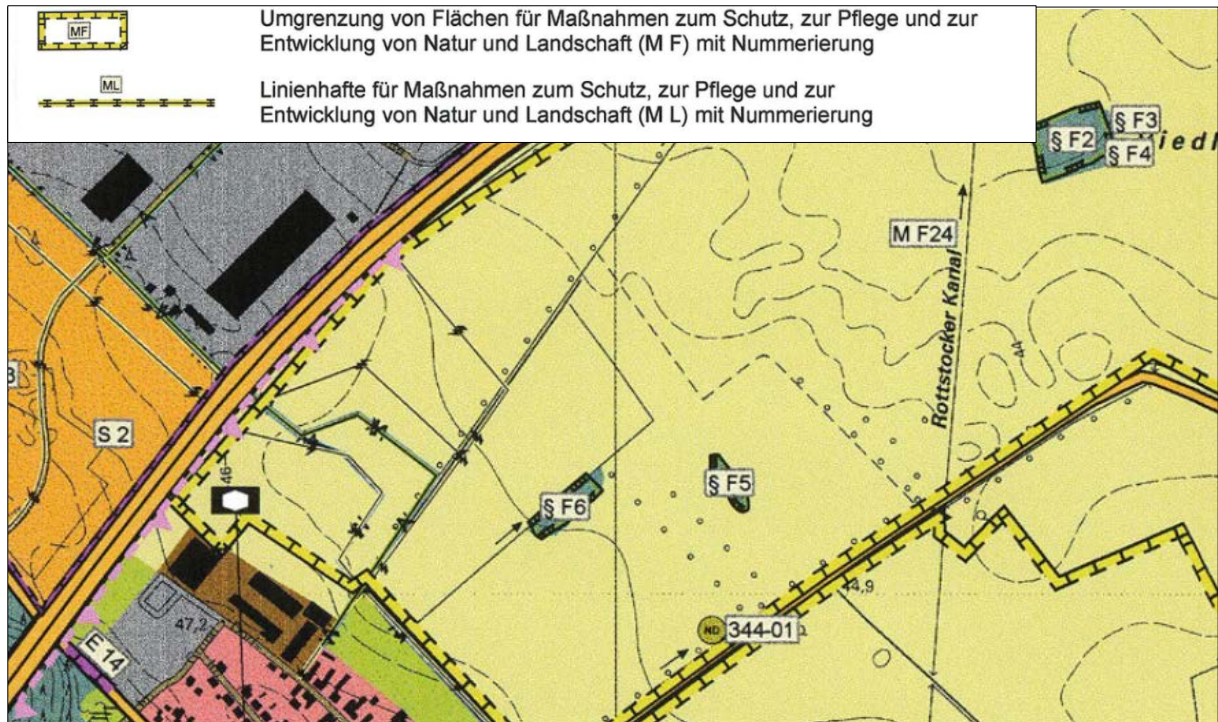 MF
Umgrenzung von Flächen für Maßnahmen zum Schutz, zur Pflege und zur
Entwicklung von Natur und Landschaft (M F) mit Nummerierung
ML
Linienhafte für Maßnahmen zum Schutz, zur Pflege und zur
Entwicklung von Natur und Landschaft (M L) mit Nummerierung
§ F3
§ F2
§ F4
iedl
M F24
Rottstocker Kanal
44
S 2
46
§ F5
§ F6
44,9
ND
344-01
47,2
E 14